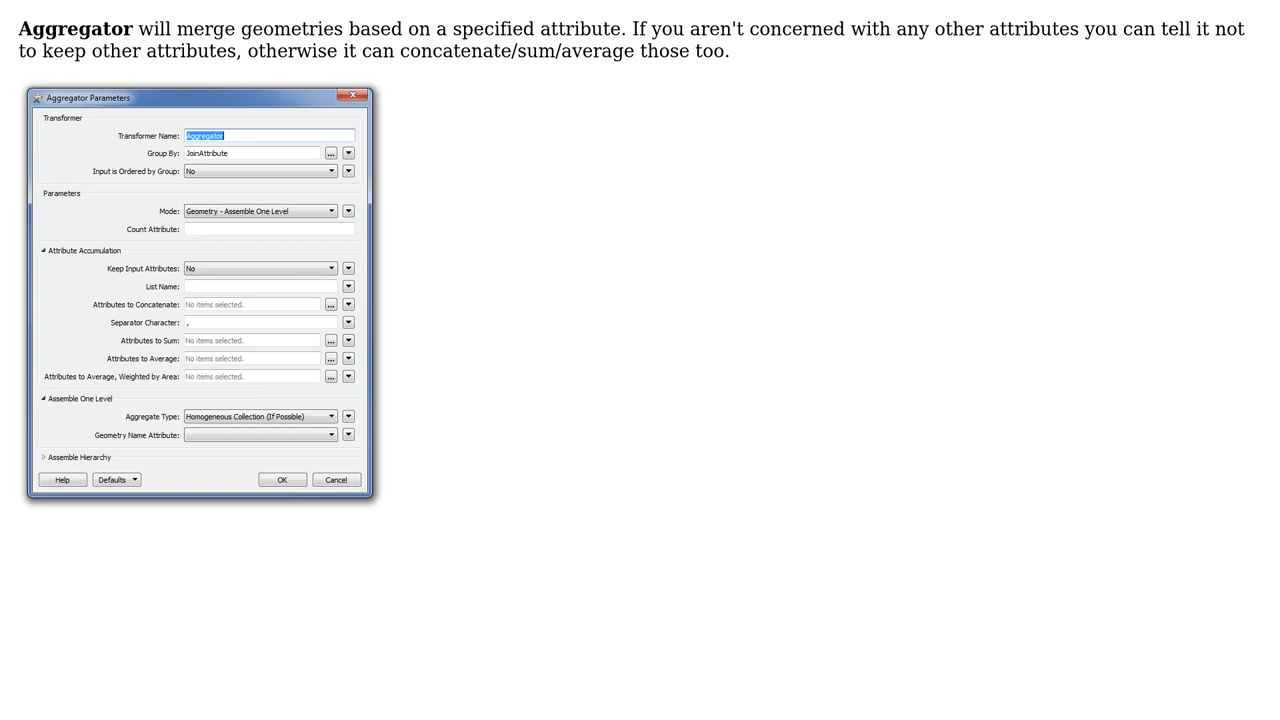 Aggregator will merge geometries based on a specified attribute. If you aren't concerned with any other attributes you can tell it not
to keep other attributes, otherwise it can concatenate/sum/average those too.
Aggregator Parameters
Transformer
Transformer Name: Aggregator
Group By: JoinAttribute ...
Input is Ordered by Group: No
Parameters
Mode: Geometry - Assemble One Level
Count Attribute:
Attribute Accumulation
Keep Input Attributes: No
List Name:
Attributes to Concatenate: No items selected. ...
Separator Character: ,
Attributes to Sum: No items selected. ...
Attributes to Average: No items selected. ...
Attributes to Average, Weighted by Area: No items selected. ...
Assemble One Level
Aggregate Type: Homogeneous Collection (If Possible)
Geometry Name Attribute:
Assemble Hierarchy
Help Defaults OK Cancel